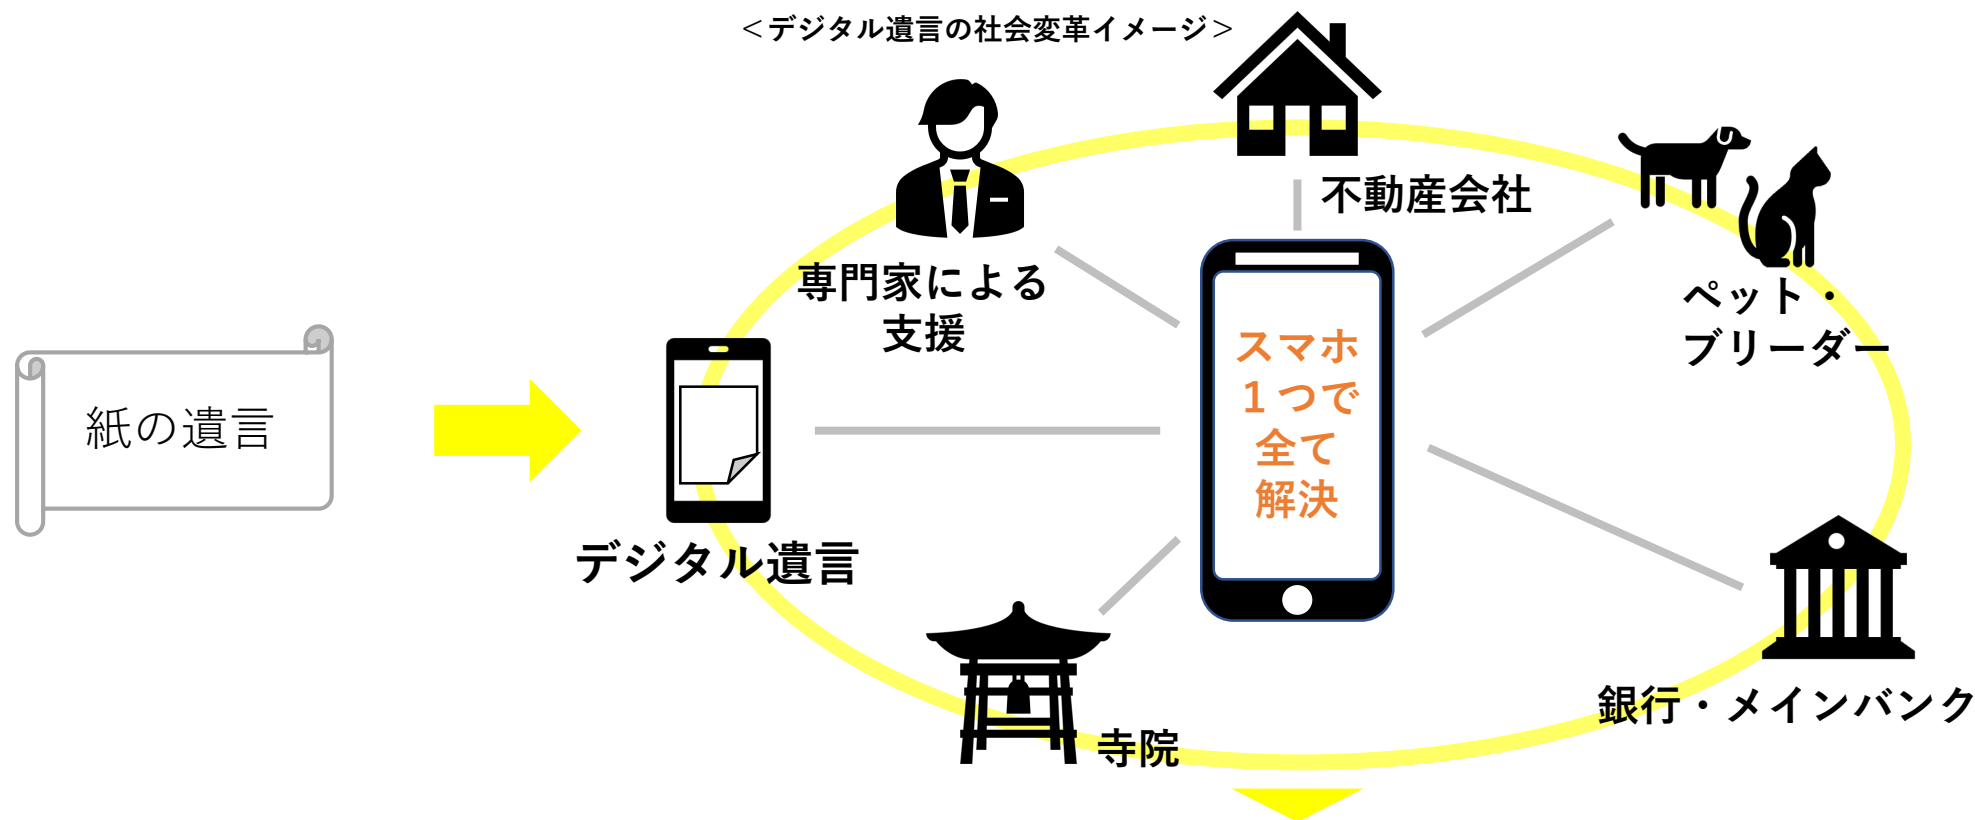 ＜デジタル遺言の社会変革イメージ＞
不動産会社
専門家による
支援
ペット・
ブリーダー
スマホ
１つで
全て
解決
紙の遺言
デジタル遺言
銀行・メインバンク
寺院